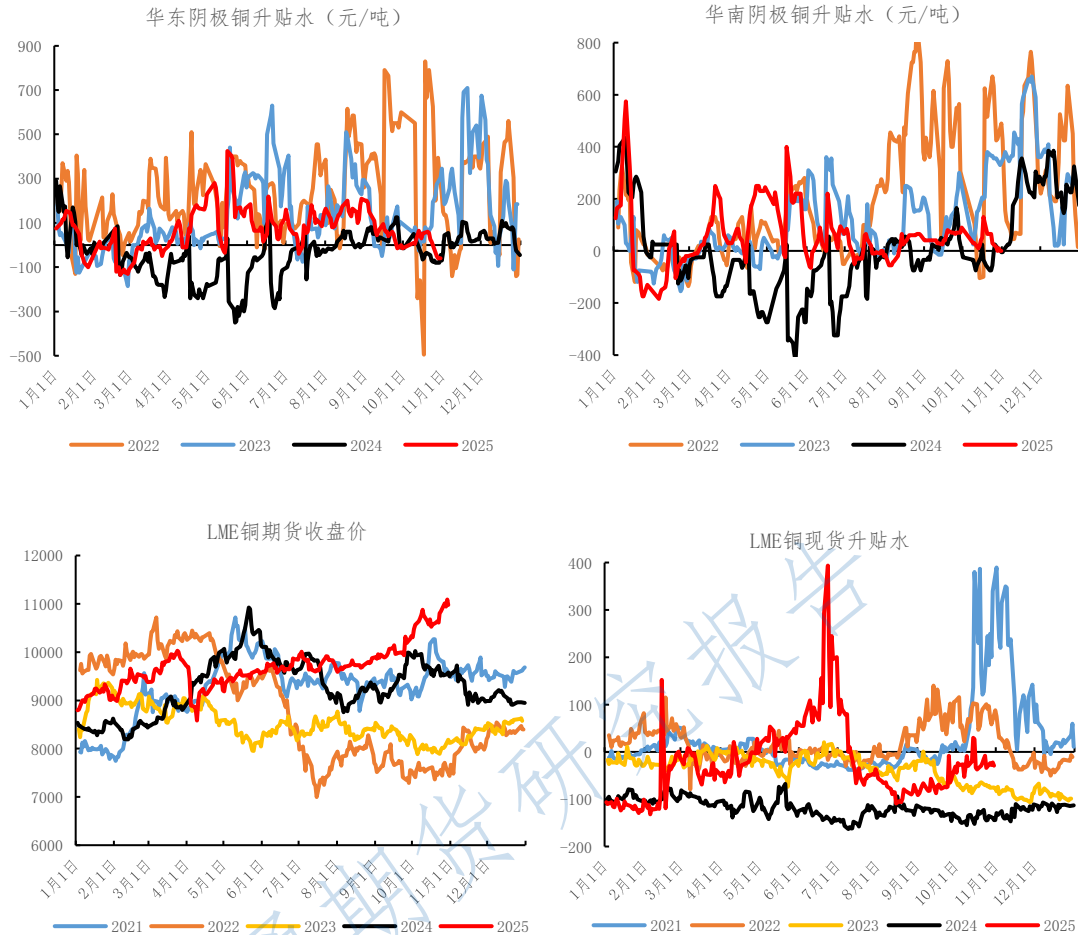 华东阴极铜升贴水（元/吨）
900
700
500
300
100
-100
-300
-500
1月1日
2月1日
3月1日
4月1日
5月1日
6月1日
7月1日
8月1日
9月1日
10月1日
11月1日
12月1日
2022
2023
2024
2025
华南阴极铜升贴水（元/吨）
800
600
400
200
0
-200
-400
1月1日
2月1日
3月1日
4月1日
5月1日
6月1日
7月1日
8月1日
9月1日
10月1日
11月1日
12月1日
2022
2023
2024
2025
LME铜期货收盘价
12000
11000
10000
9000
8000
7000
6000
1月1日
2月1日
3月1日
4月1日
5月1日
6月1日
7月1日
8月1日
9月1日
10月1日
11月1日
12月1日
2021
2022
2023
2024
2025
LME铜现货升贴水
400
300
200
100
0
-100
-200
1月1日
2月1日
3月1日
4月1日
5月1日
6月1日
7月1日
8月1日
9月1日
10月1日
11月1日
12月1日
2021
2022
2023
2024
2025
期货研究报告